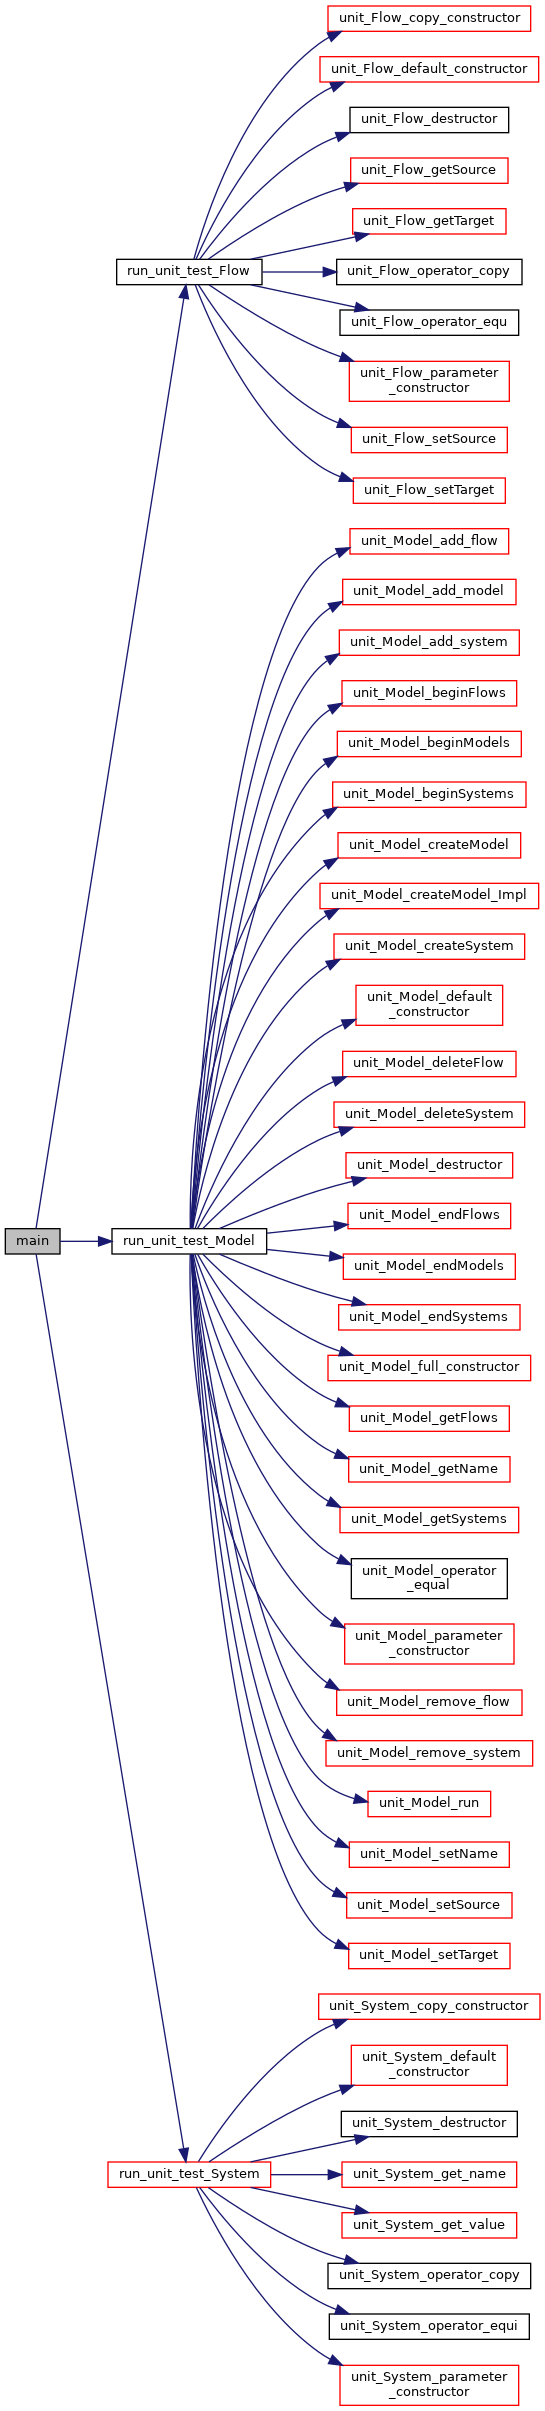 unit_Flow_copy_constructor
unit_Flow_default_constructor
unit_Flow_destructor
unit_Flow_getSource
unit_Flow_getTarget
run_unit_test_Flow
unit_Flow_operator_copy
unit_Flow_operator_equ
unit_Flow_parameter
_constructor
unit_Flow_setSource
unit_Flow_setTarget
unit_Model_add_flow
unit_Model_add_model
unit_Model_add_system
unit_Model_beginFlows
unit_Model_beginModels
unit_Model_beginSystems
unit_Model_createModel
unit_Model_createModel_Impl
unit_Model_createSystem
unit_Model_default
_constructor
unit_Model_deleteFlow
unit_Model_deleteSystem
unit_Model_destructor
unit_Model_endFlows
main
run_unit_test_Model
unit_Model_endModels
unit_Model_endSystems
unit_Model_full_constructor
unit_Model_getFlows
unit_Model_getName
unit_Model_getSystems
unit_Model_operator
_equal
unit_Model_parameter
_constructor
unit_Model_remove_flow
unit_Model_remove_system
unit_Model_run
unit_Model_setName
unit_Model_setSource
unit_Model_setTarget
unit_System_copy_constructor
unit_System_default
_constructor
unit_System_destructor
run_unit_test_System
unit_System_get_name
unit_System_get_value
unit_System_operator_copy
unit_System_operator_equi
unit_System_parameter
_constructor